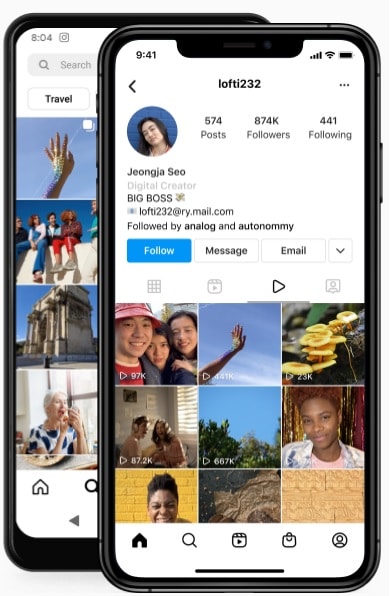 8:04
Search
Travel
9:41
lofti232
574 874K 441
Posts Followers Following
Jeongja Seo
Digital Creator
BIG BOSS
lofti232@ry.mail.com
Followed by analog and autonommy
Follow Message Email
97K 441K 23K
87.2K 667K